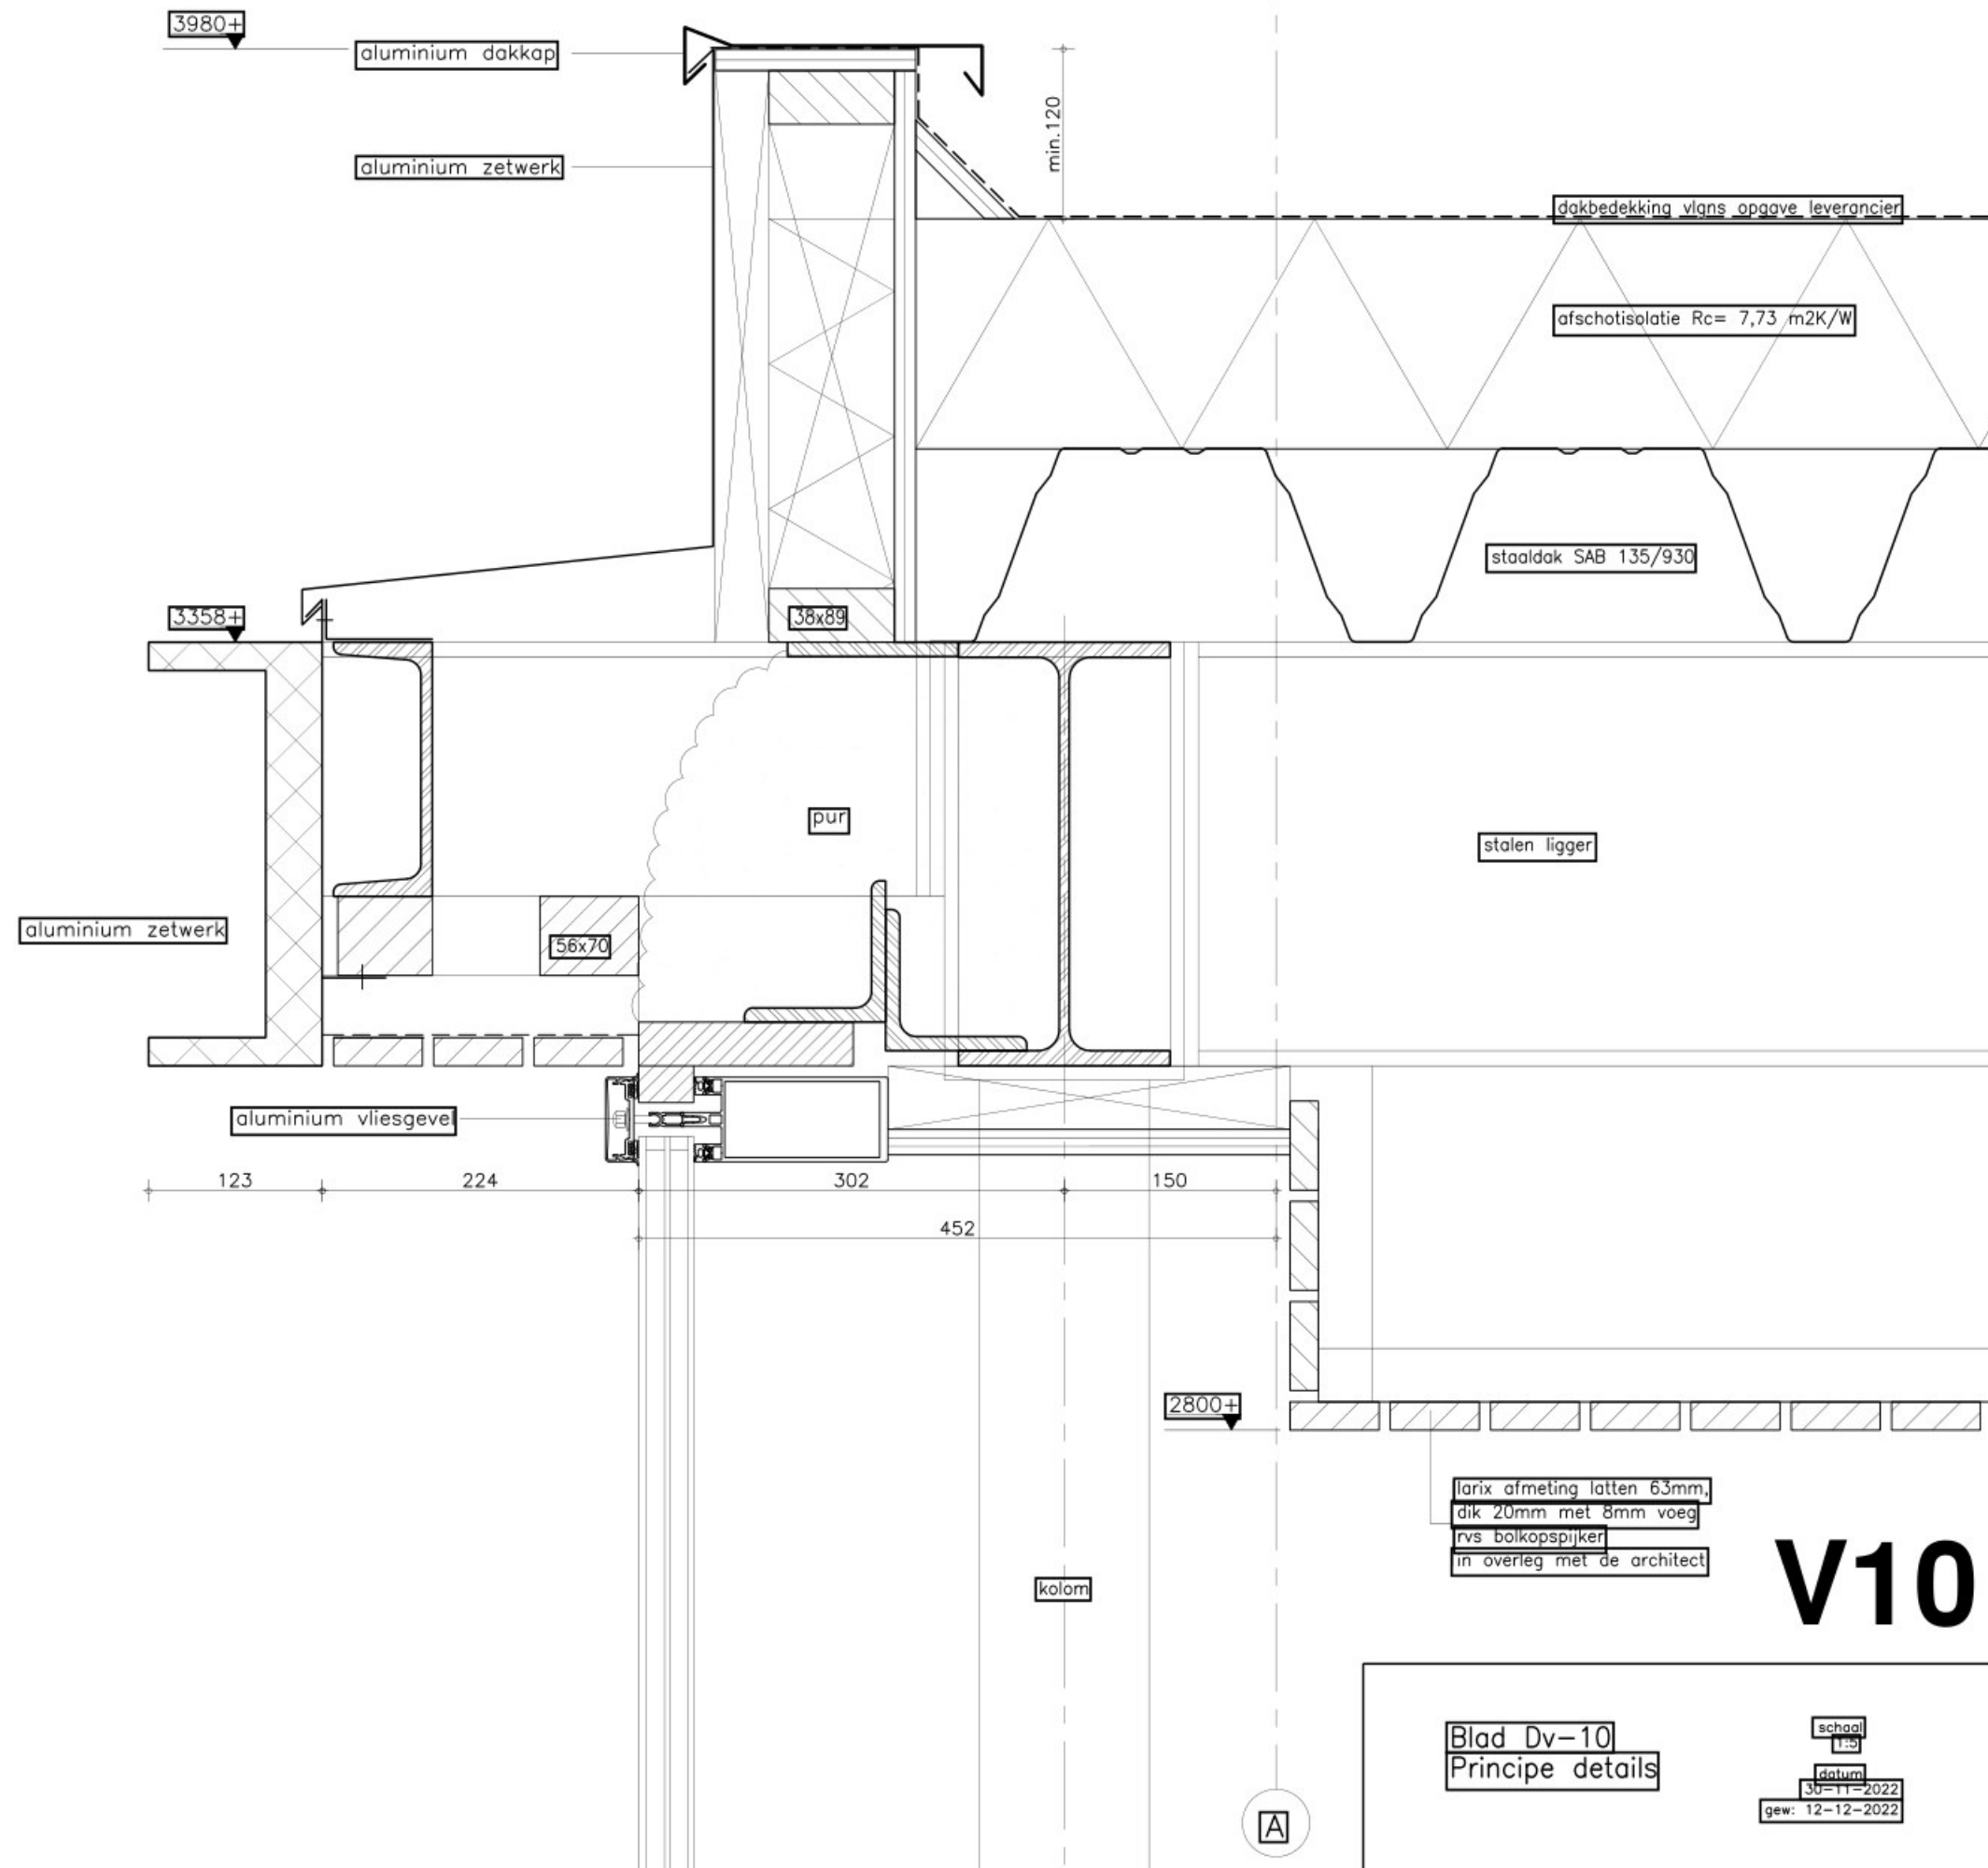 3980+
aluminium dakkap
min.120
aluminium zetwerk
dakbedekking vlgns opgave leverancier
afschotisolatie Rc= 7,73 m2K/W
staaldak SAB 135/930
3358+
38x89
pur
stalen ligger
aluminium zetwerk
56x70
aluminium vliesgevel
123
224
302
150
452
2800+
larix afmeting latten 63mm,
dik 20mm met 8mm voeg
rvs bolkopspijker
in overleg met de architect
V10
kolom
Blad Dv-10
Principe details
schaal
1:5
datum
30-11-2022
gew: 12-12-2022
A